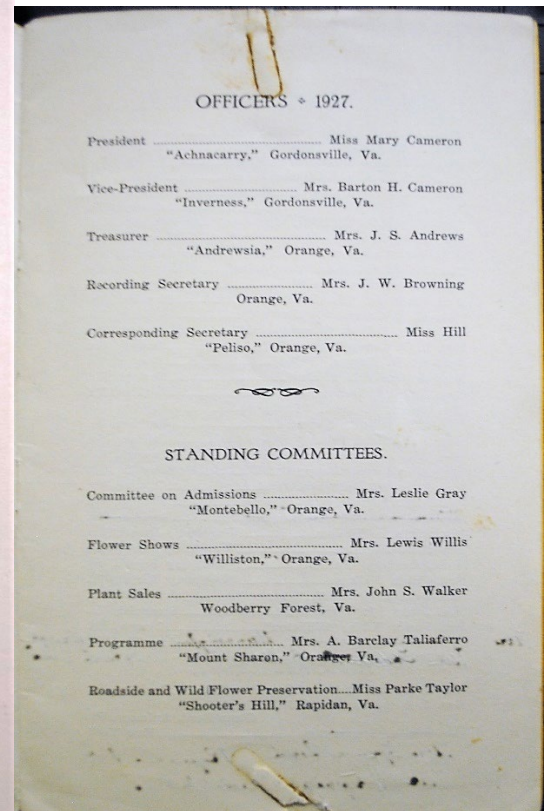 OFFICERS ⁘ 1927.
President .......................................... Miss Mary Cameron
"Achnacarry," Gordonsville, Va.
Vice-President ............................ Mrs. Barton H. Cameron
"Inverness," Gordonsville, Va.
Treasurer .......................................... Mrs. J. S. Andrews
"Andrewsia," Orange, Va.
Recording Secretary ..................... Mrs. J. W. Browning
Orange, Va.
Corresponding Secretary ................................... Miss Hill
"Peliso," Orange, Va.
STANDING COMMITTEES.
Committee on Admissions ..................... Mrs. Leslie Gray
"Montebello," Orange, Va.
Flower Shows ....................................... Mrs. Lewis Willis
"Williston," Orange, Va.
Plant Sales ....................................... Mrs. John S. Walker
Woodberry Forest, Va.
Programme ............................ Mrs. A. Barclay Taliaferro
"Mount Sharon," Orange, Va.
Roadside and Wild Flower Preservation....Miss Parke Taylor
"Shooter's Hill," Rapidan, Va.